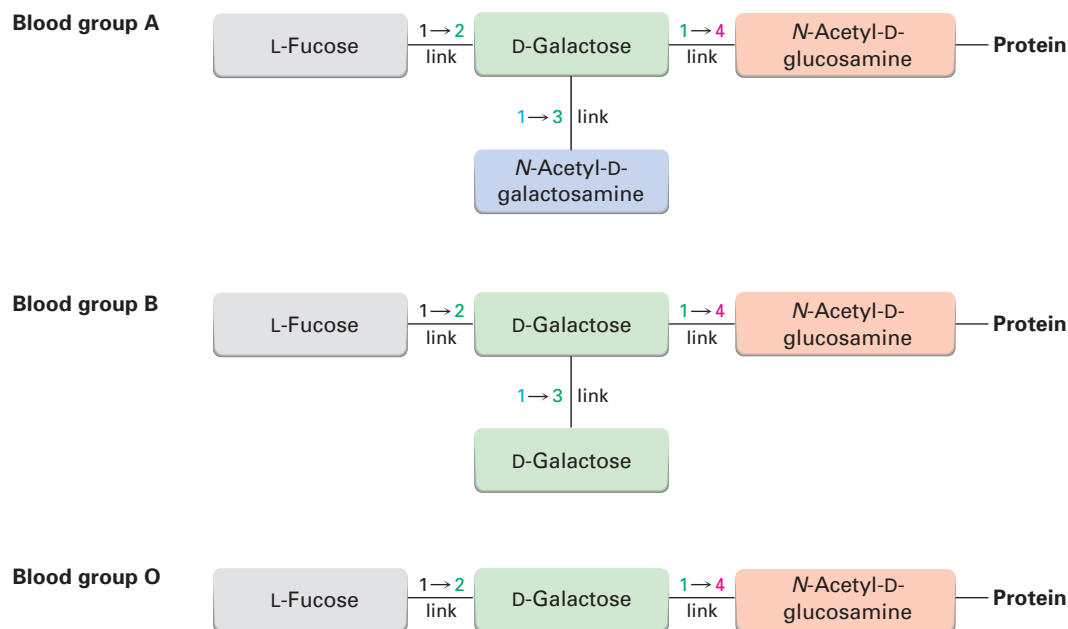 Blood group A
L-Fucose
1→2
link
D-Galactose
1→4
link
N-Acetyl-D-
glucosamine
Protein
1→3 link
N-Acetyl-D-
galactosamine
Blood group B
L-Fucose
1→2
link
D-Galactose
1→4
link
N-Acetyl-D-
glucosamine
Protein
1→3 link
D-Galactose
Blood group O
L-Fucose
1→2
link
D-Galactose
1→4
link
N-Acetyl-D-
glucosamine
Protein